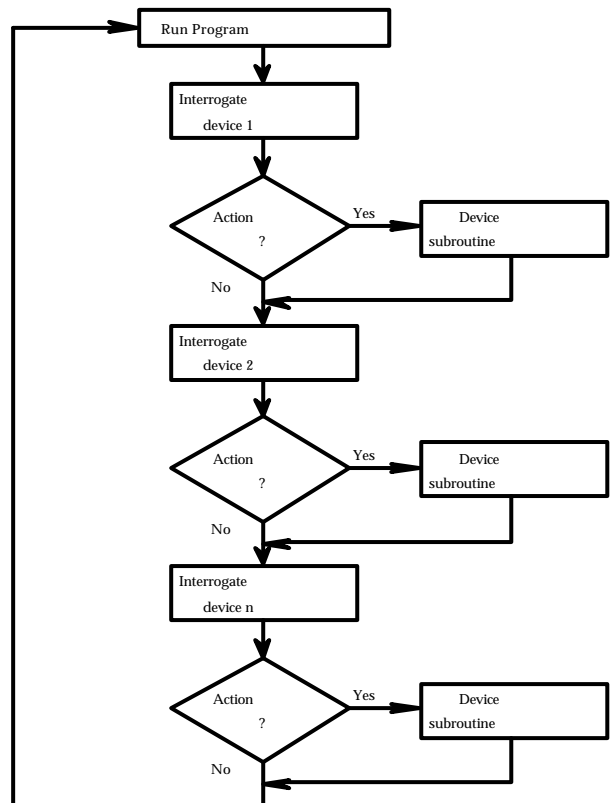 Run Program
Interrogate
device 1
Action
?
Yes
Device
subroutine
No
Interrogate
device 2
Action
?
Yes
Device
subroutine
No
Interrogate
device n
Action
?
Yes
Device
subroutine
No